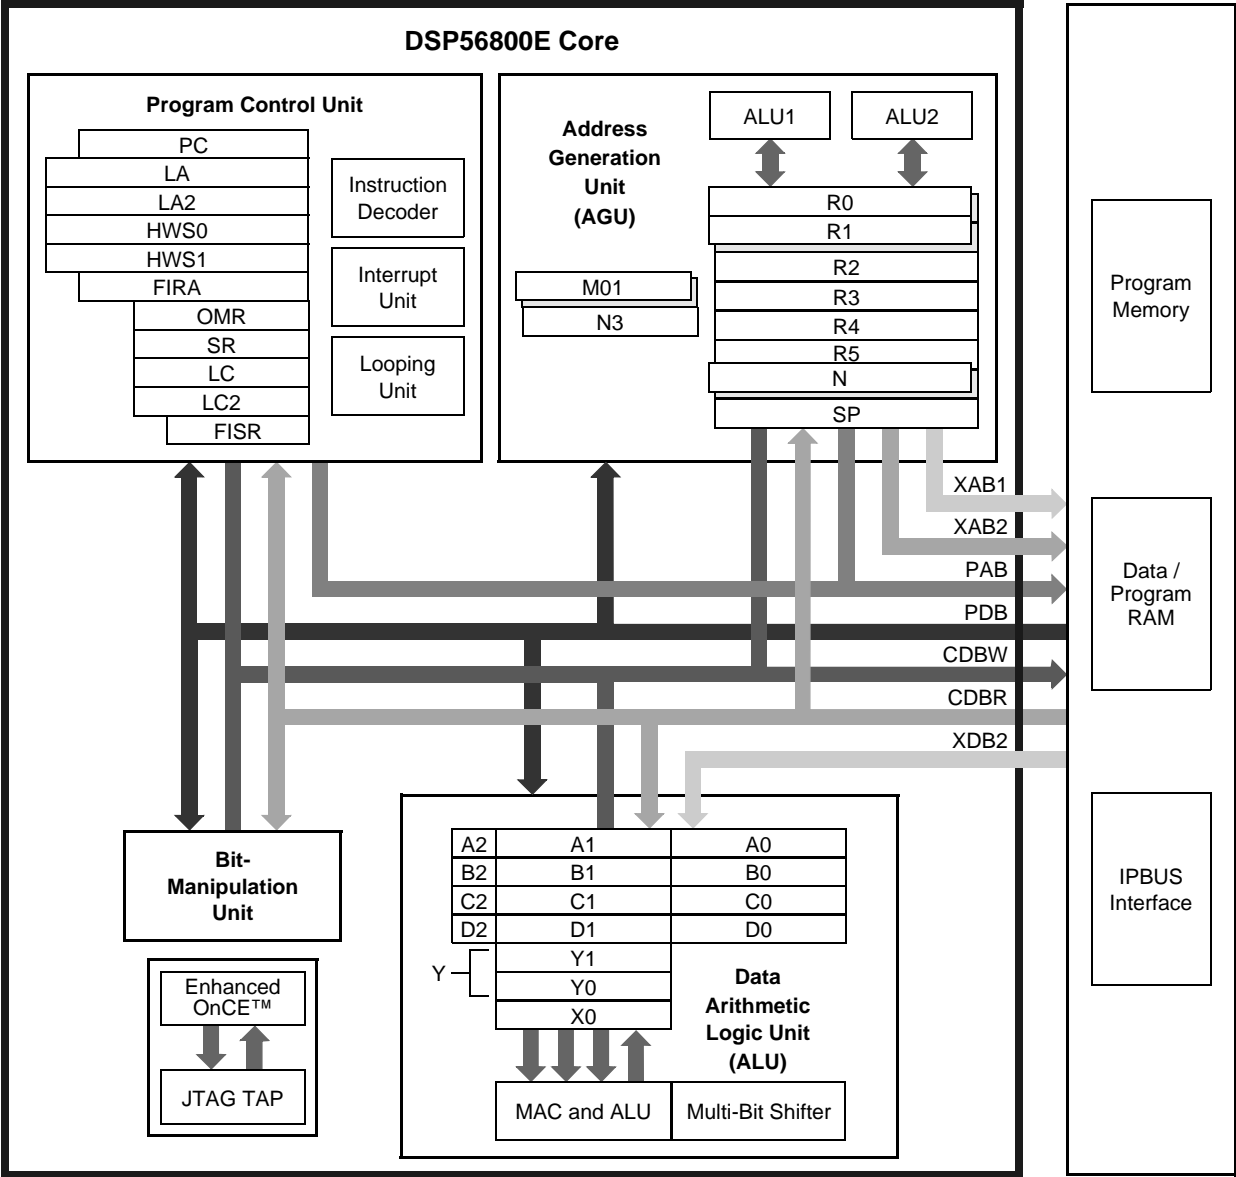 DSP56800E Core
Program Control Unit
PC
LA
LA2
HWS0
HWS1
FIRA
OMR
SR
LC
LC2
FISR
Instruction
Decoder
Interrupt
Unit
Looping
Unit
Address
Generation
Unit
(AGU)
ALU1
ALU2
R0
R1
R2
R3
R4
R5
N
SP
M01
N3
Program
Memory
Data /
Program
RAM
IPBUS
Interface
XAB1
XAB2
PAB
PDB
CDBW
CDBR
XDB2
Bit-
Manipulation
Unit
Enhanced
OnCE™
JTAG TAP
A2 A1 A0
B2 B1 B0
C2 C1 C0
D2 D1 D0
Y
Y1
Y0
X0
Data
Arithmetic
Logic Unit
(ALU)
MAC and ALU
Multi-Bit Shifter